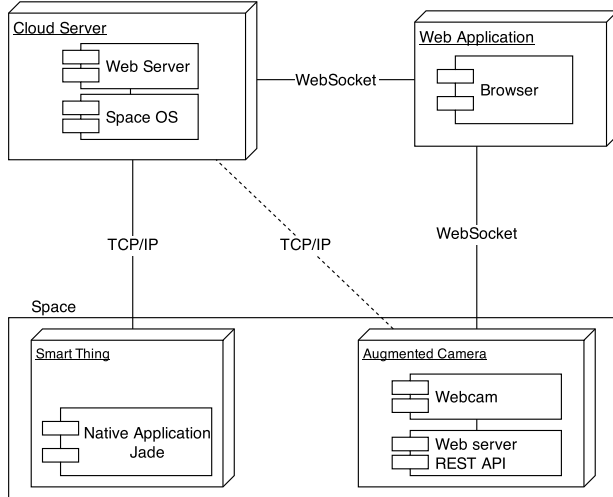 Cloud Server
Web Application
Web Server
Space OS
WebSocket
Browser
TCP/IP
TCP/IP
WebSocket
Space
Smart Thing
Augmented Camera
Native Application
Jade
Webcam
Web server
REST API